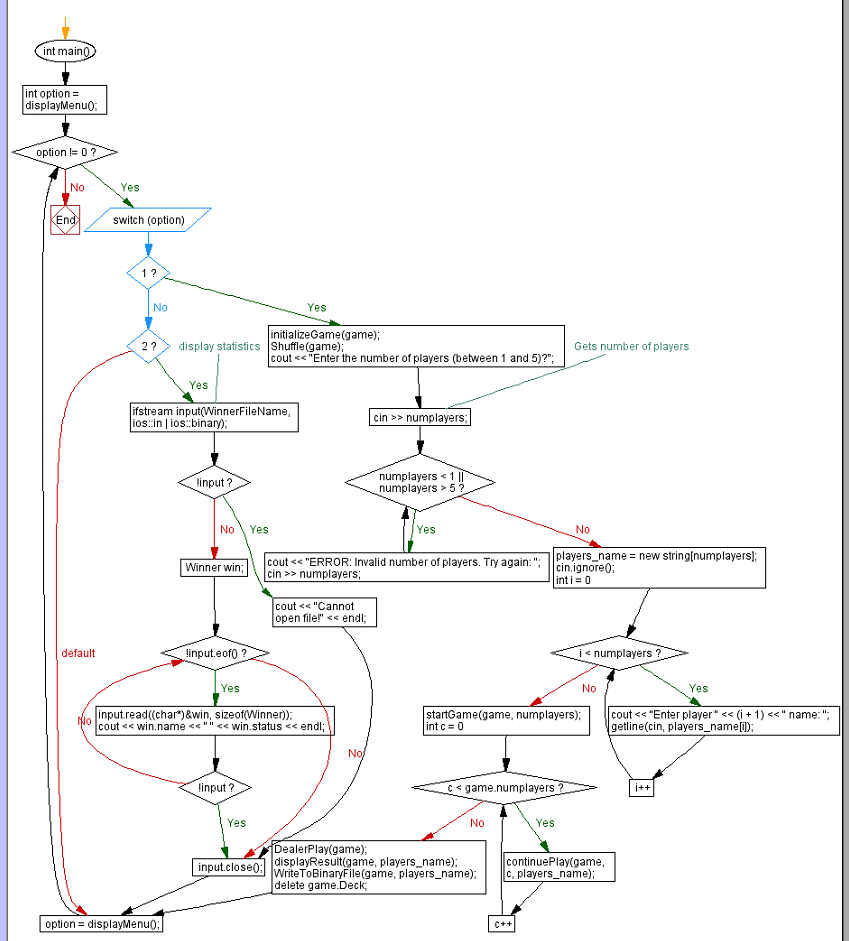 int main()
int option =
displayMenu();
option != 0 ?
No
Yes
End
switch (option)
1 ?
No
Yes
initializeGame(game);
Shuffle(game);
cout << "Enter the number of players (between 1 and 5)?";
2 ?
display statistics
Gets number of players
Yes
ifstream input(WinnerFileName,
ios::in | ios::binary);
cin >> numplayers;
!input ?
numplayers < 1 ||
numplayers > 5 ?
No
Yes
Yes
No
Winner win;
cout << "ERROR: Invalid number of players. Try again: ";
cin >> numplayers;
players_name = new string[numplayers];
cin.ignore();
int i = 0
cout << "Cannot
open file!" << endl;
default
!input.eof() ?
i < numplayers ?
Yes
No
Yes
input.read((char*)&win, sizeof(Winner));
cout << win.name << " " << win.status << endl;
No
startGame(game, numplayers);
int c = 0
cout << "Enter player " << (i + 1) << " name: ";
getline(cin, players_name[i]);
No
!input ?
c < game.numplayers ?
i++
Yes
No
Yes
input.close();
DealerPlay(game);
displayResult(game, players_name);
WriteToBinaryFile(game, players_name);
delete game.Deck;
continuePlay(game,
c, players_name);
option = displayMenu();
c++